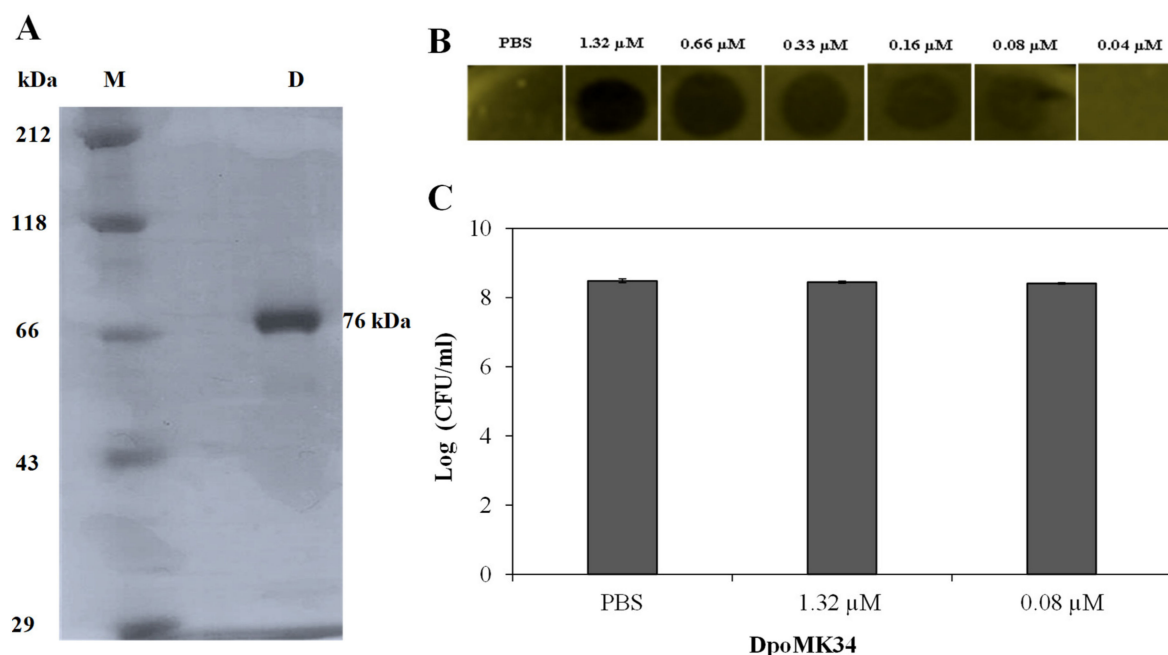 A
kDa M D
212
118
66
76 kDa
43
29
B
PBS 1.32 µM 0.66 µM 0.33 µM 0.16 µM 0.08 µM 0.04 µM
C
Log (CFU/ml)
10
8
6
4
2
0
PBS 1.32 µM 0.08 µM
DpoMK34